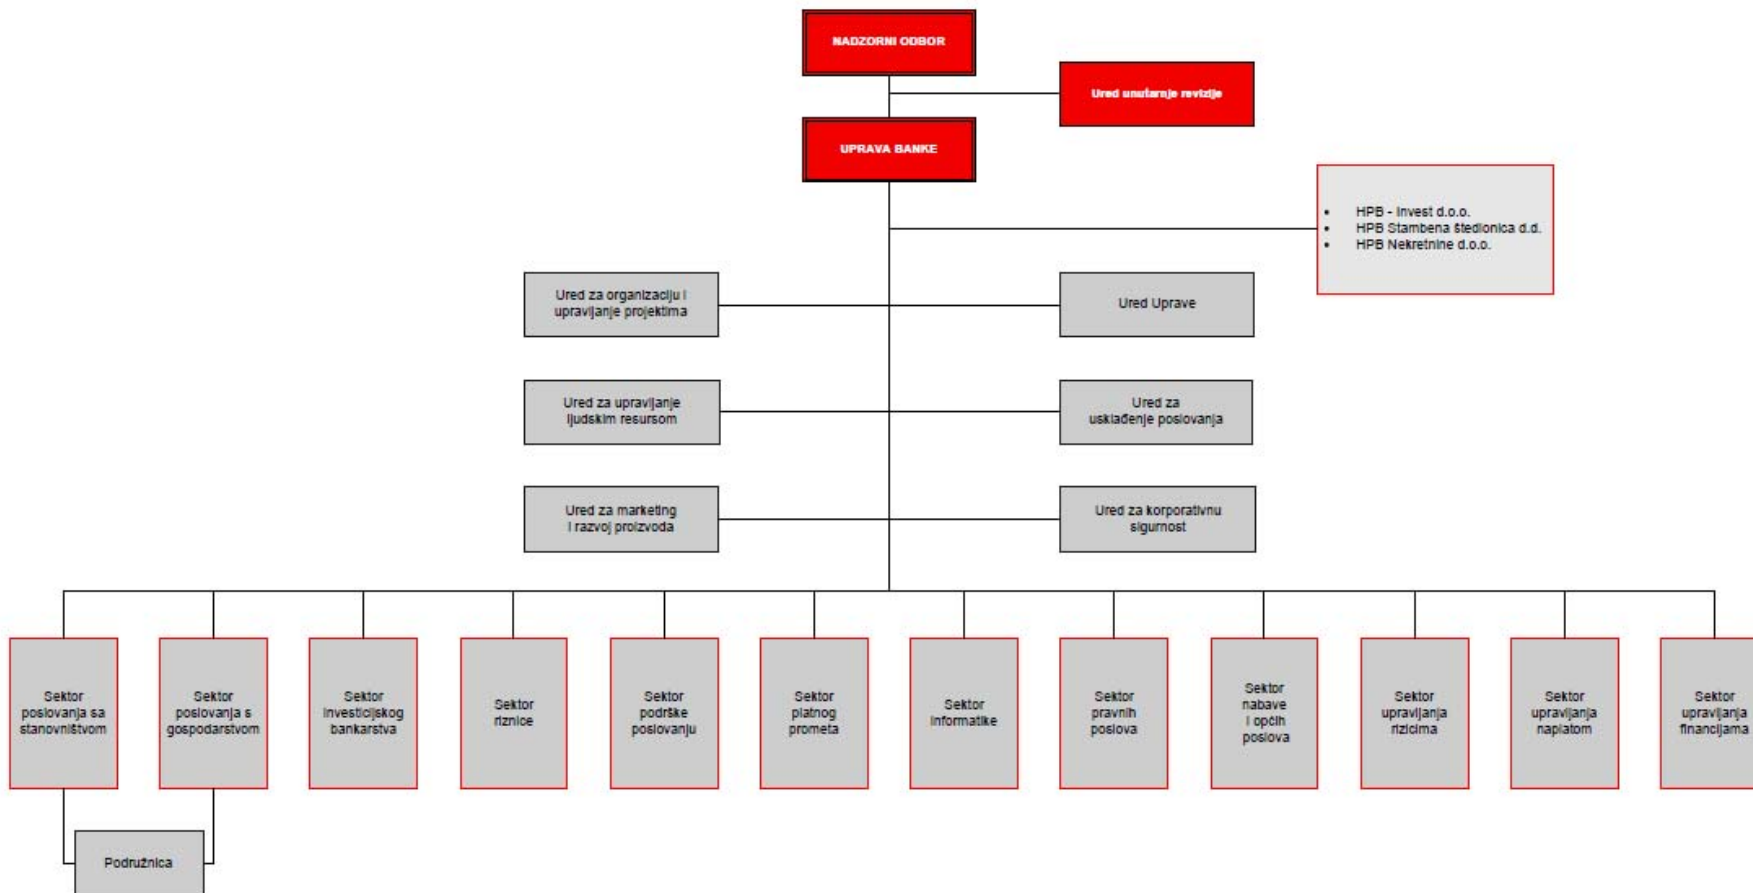 NADZORNI ODBOR
Ured unutarnje revizije
UPRAVA BANKE
• HPB - Invest d.o.o.
• HPB Stambena štedionica d.d.
• HPB Nekretnine d.o.o.
Ured za organizaciju i
upravljanje projektima
Ured Uprave
Ured za upravljanje
ljudskim resursom
Ured za
usklađenje poslovanja
Ured za marketing
i razvoj proizvoda
Ured za korporativnu
sigurnost
Sektor
poslovanja sa
stanovništvom
Sektor
poslovanja s
gospodarstvom
Sektor
investicijskog
bankarstva
Sektor
riznice
Sektor
podrške
poslovanju
Sektor
platnog
prometa
Sektor
informatike
Sektor
pravnih
poslova
Sektor
nabave
i općih
poslova
Sektor
upravljanja
rizicima
Sektor
upravljanja
naplatom
Sektor
upravljanja
financijama
Podružnica